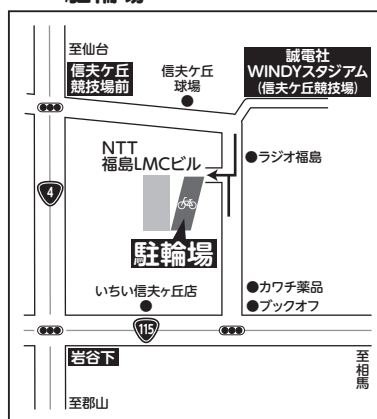 至仙台
信夫ケ丘
競技場前
信夫ケ丘
球場
誠電社
WINDYスタジアム
(信夫ケ丘競技場)
NTT
福島LMCビル
●ラジオ福島
4
駐輪場
いちい信夫ヶ丘店
●カワチ薬品
●ブックオフ
115
岩谷下
至相馬
至郡山